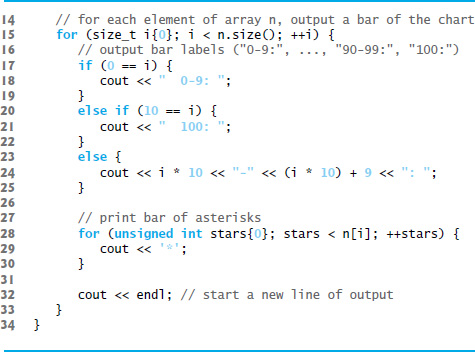 14 // for each element of array n, output a bar of the chart
15 for (size_t i{0}; i < n.size(); ++i) {
16 // output bar labels ("0-9:", ..., "90-99:", "100:")
17 if (0 == i) {
18 cout << "  0-9: ";
19 }
20 else if (10 == i) {
21 cout << "  100: ";
22 }
23 else {
24 cout << i * 10 << "-" << (i * 10) + 9 << ": ";
25 }
26
27 // print bar of asterisks
28 for (unsigned int stars{0}; stars < n[i]; ++stars) {
29 cout << '*';
30 }
31
32 cout << endl; // start a new line of output
33 }
34 }